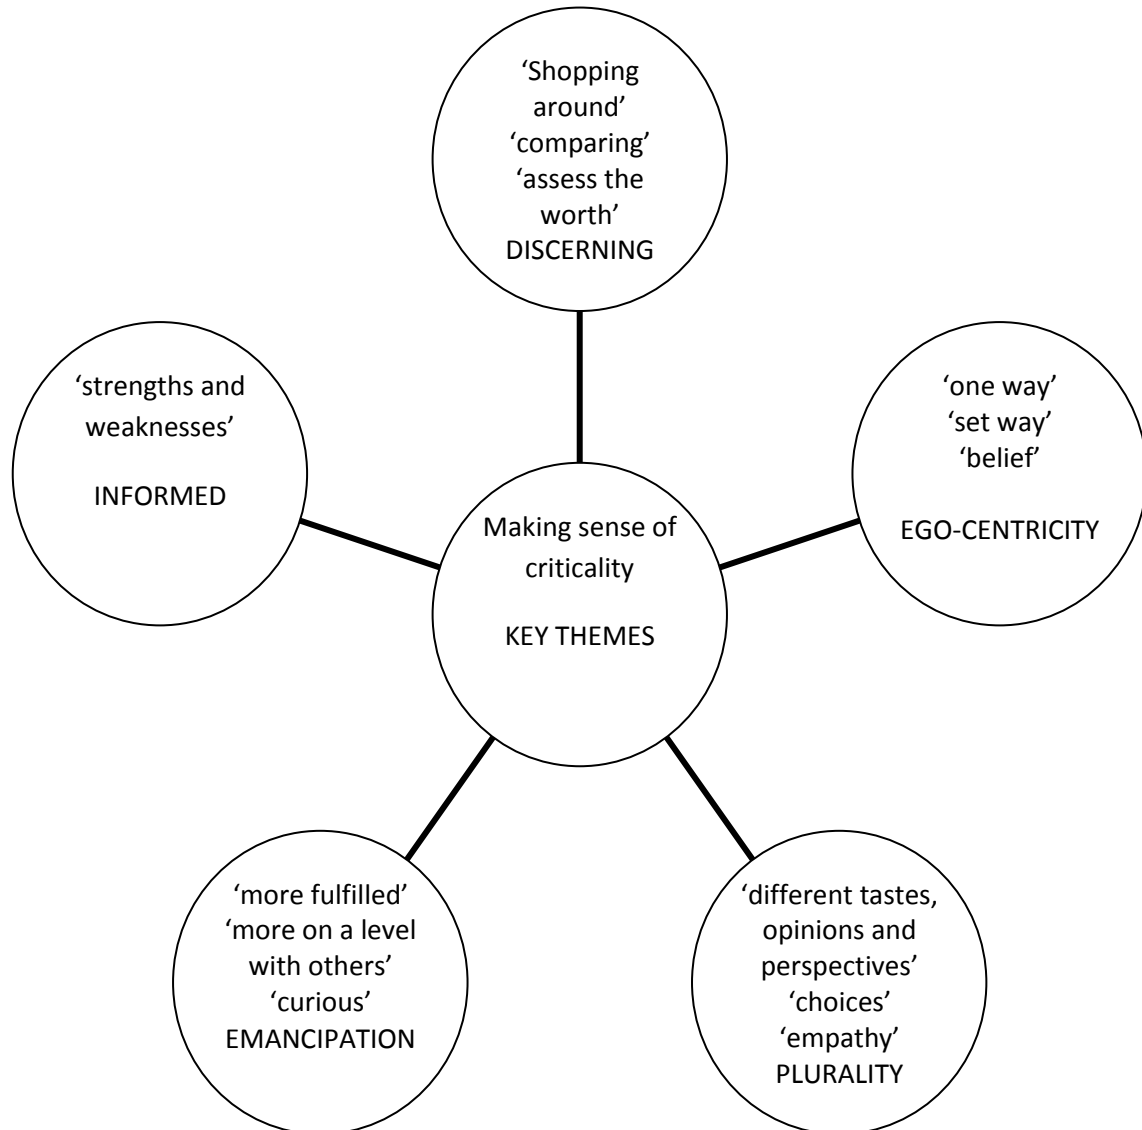 ‘Shopping
around’
‘comparing’
‘assess the
worth’
DISCERNING
‘strengths and
weaknesses’
INFORMED
‘one way’
‘set way’
‘belief’
EGO-CENTRICITY
Making sense of
criticality
KEY THEMES
‘more fulfilled’
‘more on a level
with others’
‘curious’
EMANCIPATION
‘different tastes,
opinions and
perspectives’
‘choices’
‘empathy’
PLURALITY